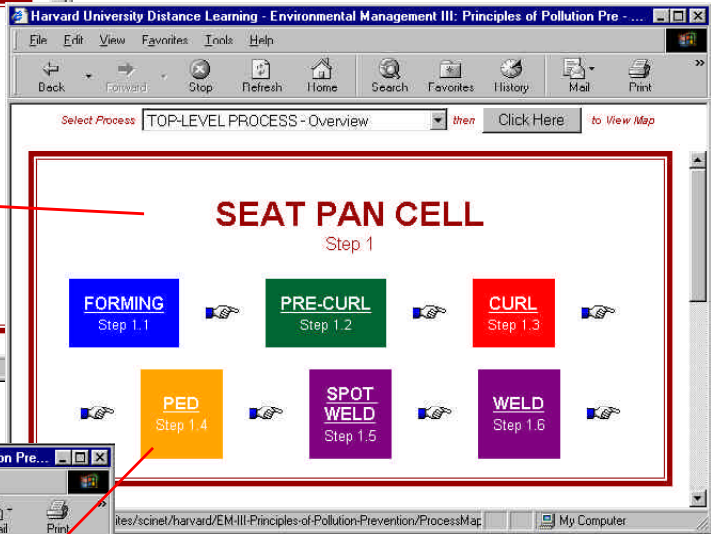 Harvard University Distance Learning - Environmental Management III: Principles of Pollution Pre - ...
File Edit View Favorites Tools Help
Back Forward Stop Refresh Home Search Favorites History Mail Print »
Select Process TOP-LEVEL PROCESS - Overview then Click Here to View Map
SEAT PAN CELL
Step 1
FORMING PRE-CURL CURL
Step 1.1 Step 1.2 Step 1.3
PED SPOT WELD WELD
Step 1.4 Step 1.5 Step 1.6
on Pre...
ail Print »
ites/scinet/harvard/EM-III-Principles-of-Pollution-Prevention/ProcessMap My Computer